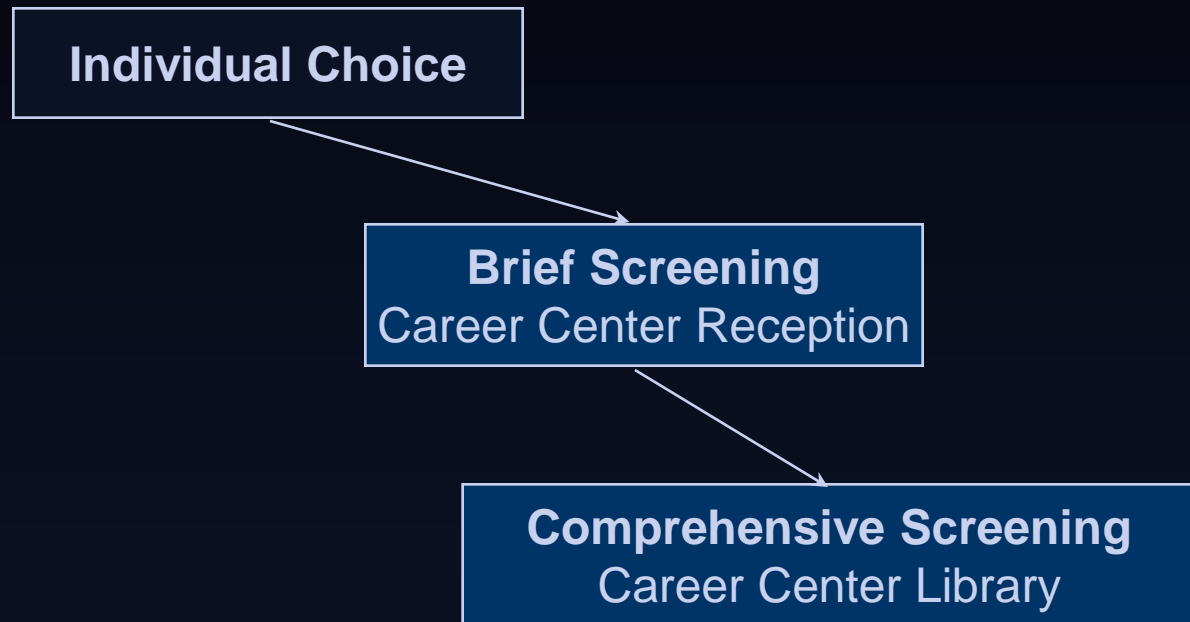 Individual Choice
Brief Screening
Career Center Reception
Comprehensive Screening
Career Center Library